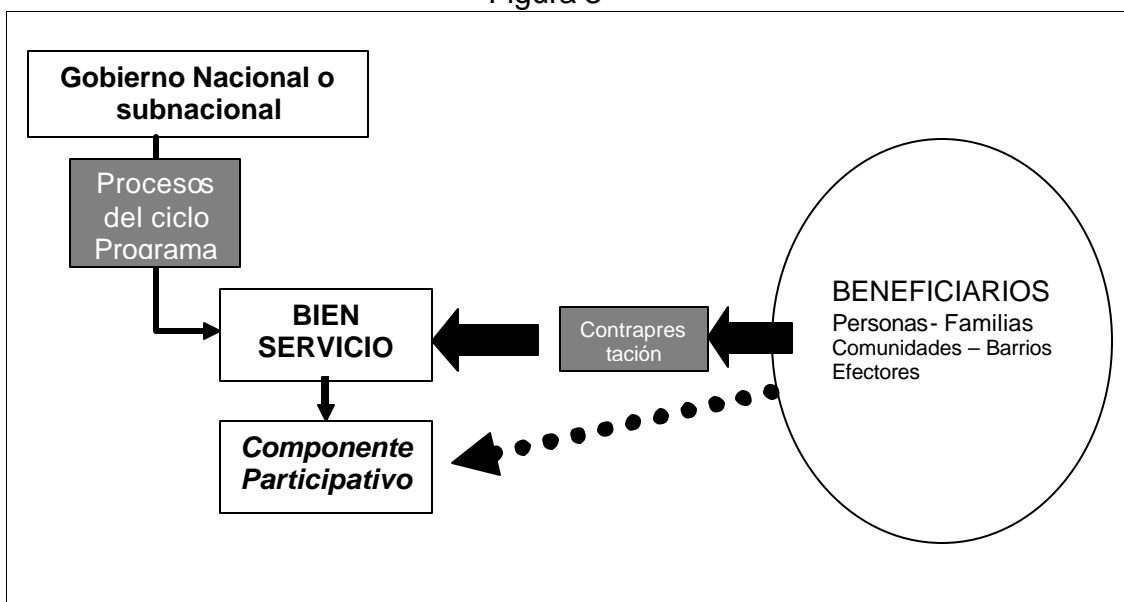 Gobierno Nacional o
subnacional
Procesos
del ciclo
Programa
BIEN
SERVICIO
Contrapres
tación
BENEFICIARIOS
Personas- Familias
Comunidades – Barrios
Efectores
Componente
Participativo